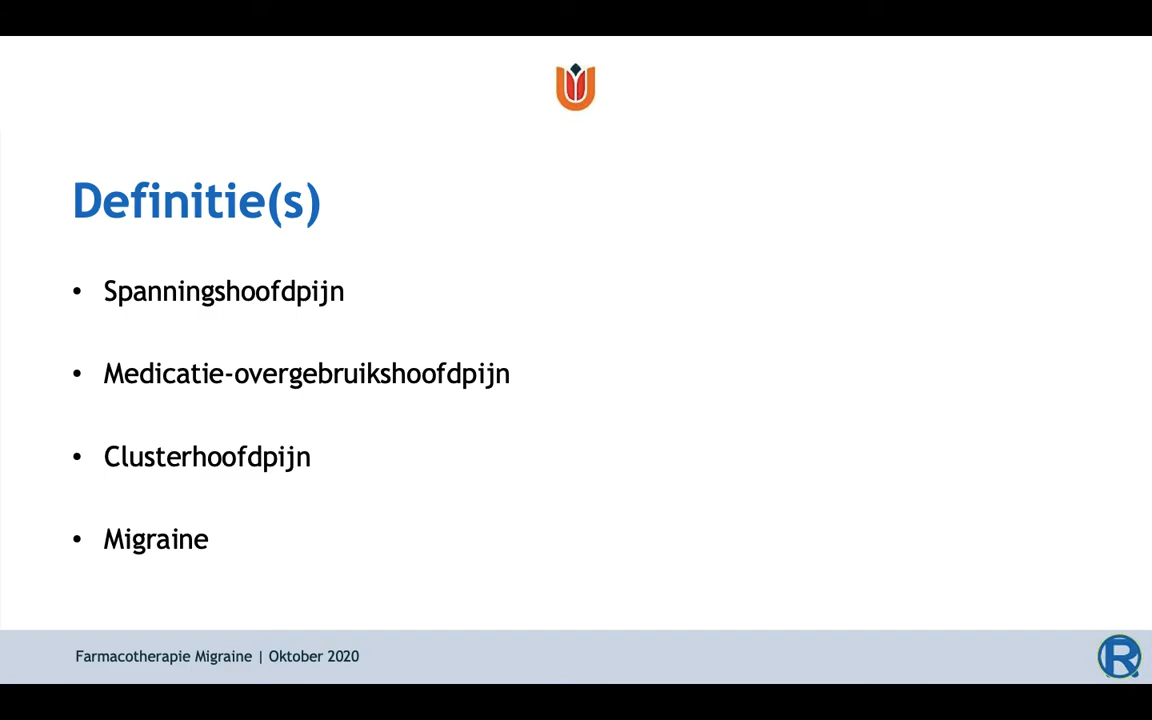 Definitie(s)
• Spanningshoofdpijn
• Medicatie-overgebruikshoofdpijn
• Clusterhoofdpijn
• Migraine
Farmacotherapie Migraine | Oktober 2020
R